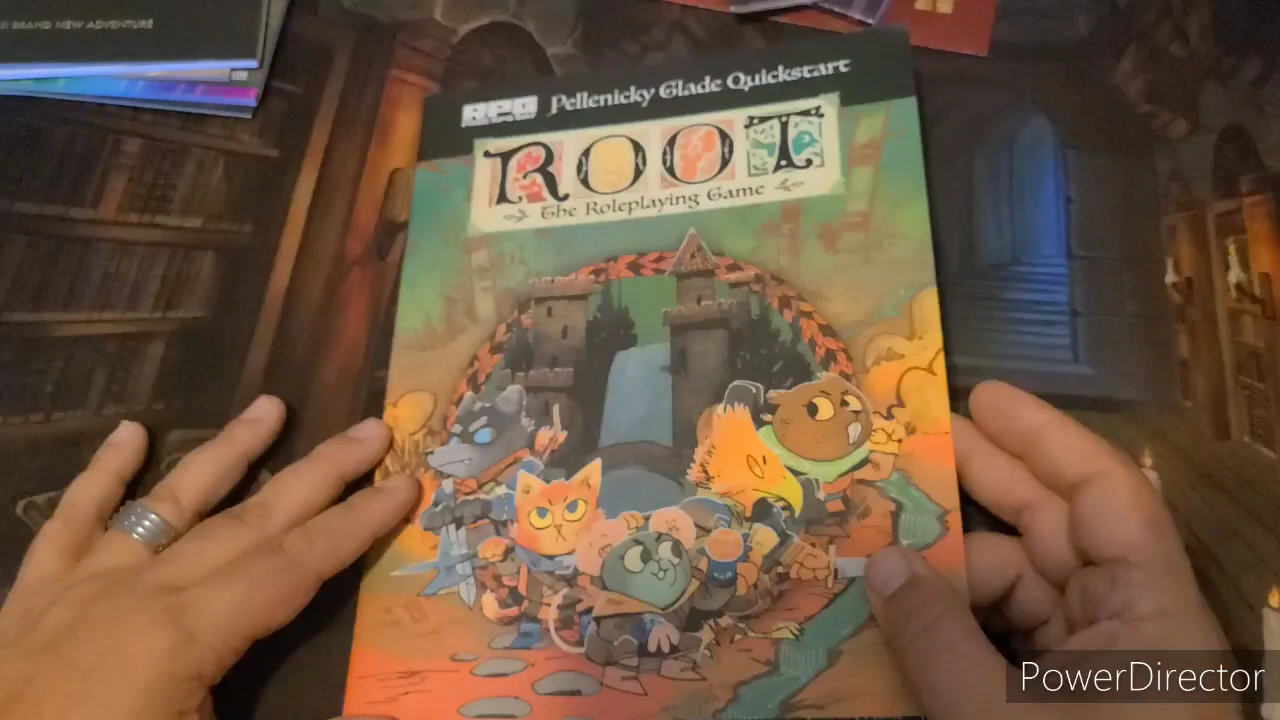 BRAND NEW ADVENTURE
RPG Pellenicky Glade Quickstart
ROOT
The Roleplaying Game
PowerDirector